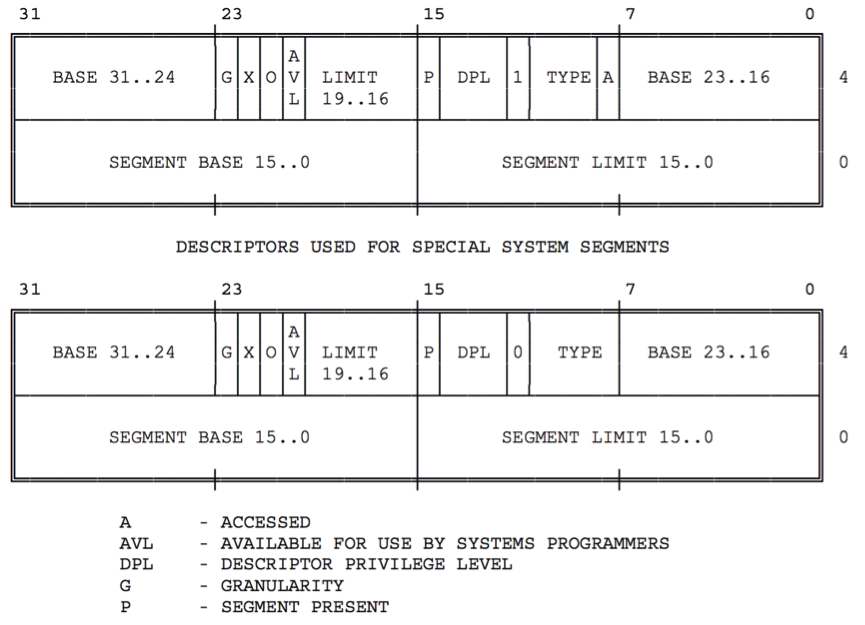 31 23 15 7 0
BASE 31..24 G X O AVL LIMIT 19..16 P DPL 1 TYPE A BASE 23..16 4
SEGMENT BASE 15..0 SEGMENT LIMIT 15..0 0
DESCRIPTORS USED FOR SPECIAL SYSTEM SEGMENTS
31 23 15 7 0
BASE 31..24 G X O AVL LIMIT 19..16 P DPL 0 TYPE BASE 23..16 4
SEGMENT BASE 15..0 SEGMENT LIMIT 15..0 0
A - ACCESSED
AVL - AVAILABLE FOR USE BY SYSTEMS PROGRAMMERS
DPL - DESCRIPTOR PRIVILEGE LEVEL
G - GRANULARITY
P - SEGMENT PRESENT